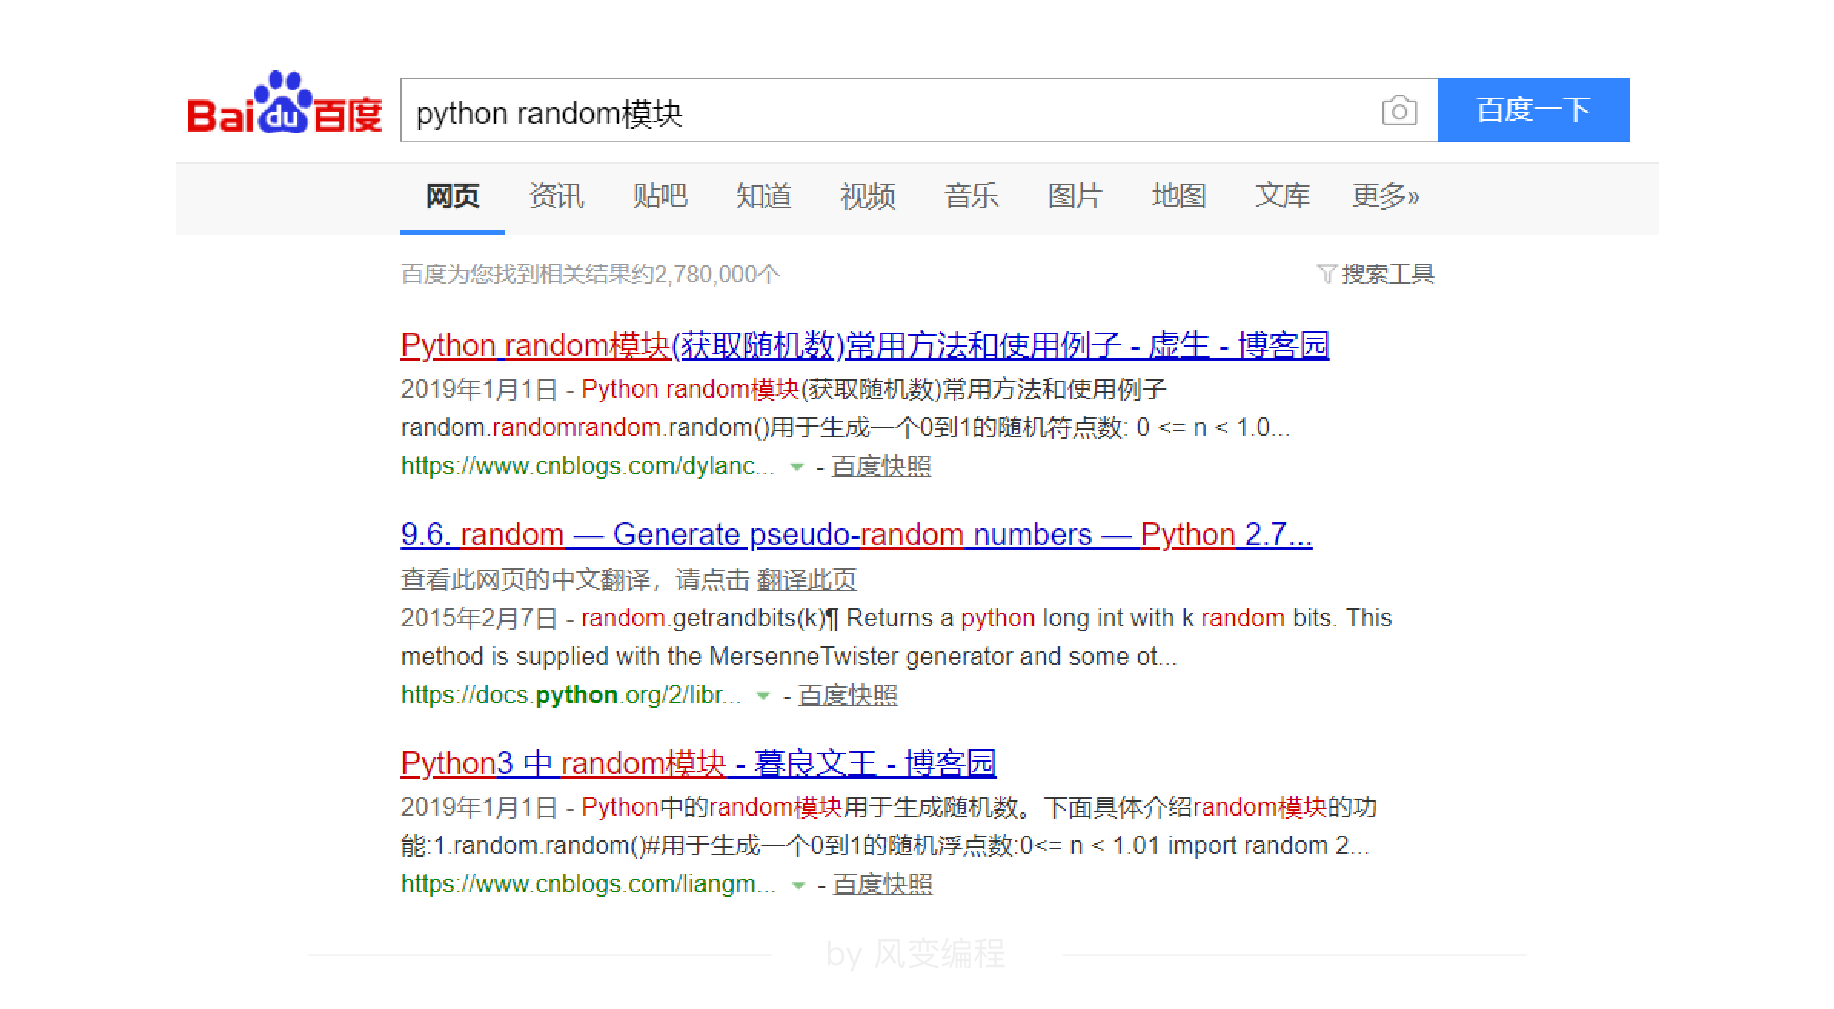 Bai du 百度
python random模块
百度一下
网页 资讯 贴吧 知道 视频 音乐 图片 地图 文库 更多»
百度为您找到相关结果约2,780,000个
搜索工具
Python random模块(获取随机数)常用方法和使用例子 - 虚生 - 博客园
2019年1月1日 - Python random模块(获取随机数)常用方法和使用例子
random.randomrandom.random()用于生成一个0到1的随机符点数: 0 <= n < 1.0...
https://www.cnblogs.com/dylanc... - 百度快照
9.6. random — Generate pseudo-random numbers — Python 2.7...
查看此网页的中文翻译，请点击 翻译此页
2015年2月7日 - random.getrandbits(k)¶ Returns a python long int with k random bits. This
method is supplied with the MersenneTwister generator and some ot...
https://docs.python.org/2/libr... - 百度快照
Python3 中 random模块 - 暮良文王 - 博客园
2019年1月1日 - Python中的random模块用于生成随机数。下面具体介绍random模块的功
能:1.random.random()#用于生成一个0到1的随机浮点数:0<= n < 1.01 import random 2...
https://www.cnblogs.com/liangm... - 百度快照
by 风变编程